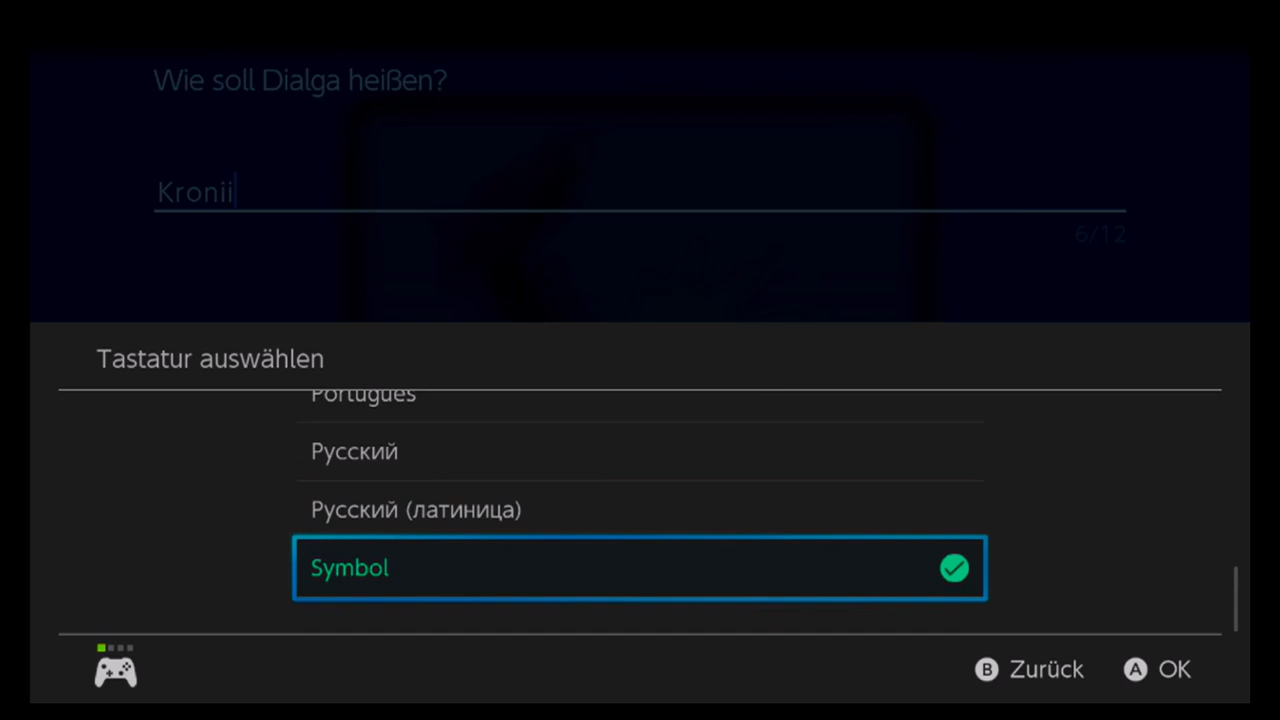 Wie soll Dialga heißen?
Kronii
6/12
Tastatur auswählen
Português
Русский
Русский (латиница)
Symbol
B Zurück A OK